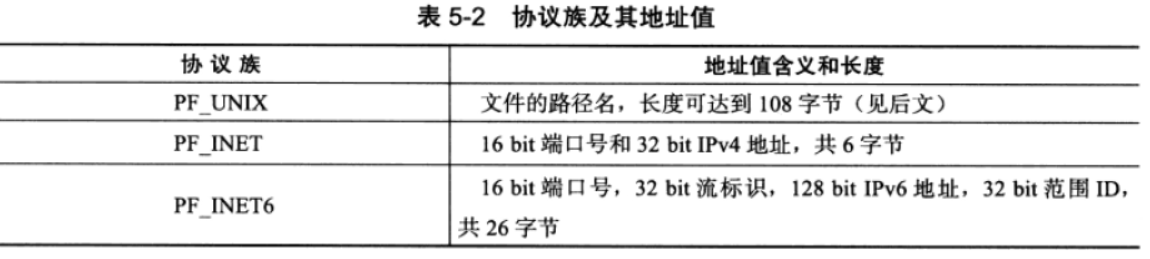 表 5-2 协议族及其地址值
协 议 族 地址值含义和长度
PF_UNIX 文件的路径名，长度可达到 108 字节（见后文）
PF_INET 16 bit 端口号和 32 bit IPv4 地址，共 6 字节
PF_INET6 16 bit 端口号，32 bit 流标识，128 bit IPv6 地址，32 bit 范围 ID，
共 26 字节